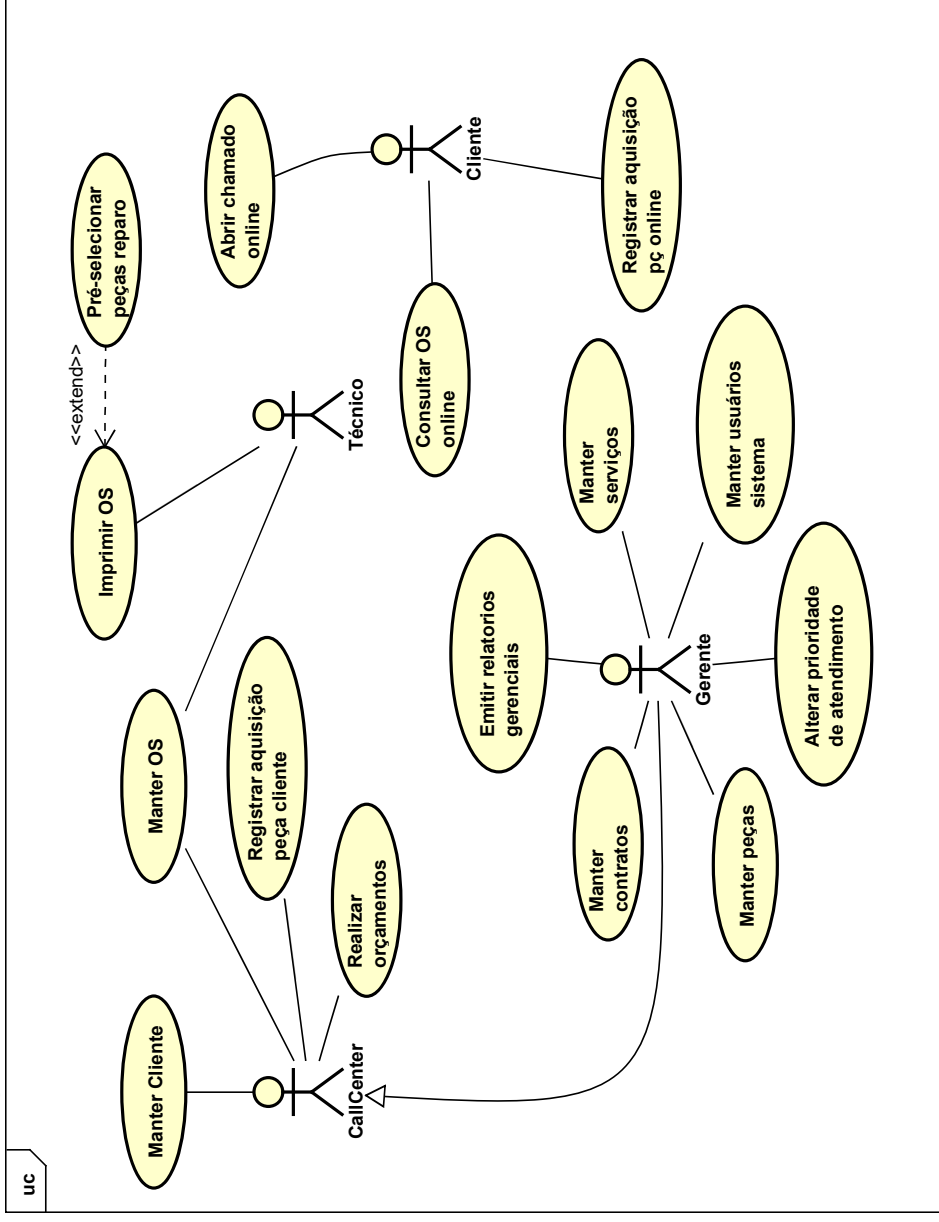 uc
Manter Cliente
CallCenter
Manter OS
Registrar aquisição
peça cliente
Realizar
orçamentos
Imprimir OS
<<extend>>
Pré-selecionar
peças reparo
Técnico
Abrir chamado
online
Cliente
Consultar OS
online
Registrar aquisição
pç online
Emitir relatorios
gerenciais
Manter
serviços
Manter
contratos
Gerente
Manter usuários
sistema
Manter peças
Alterar prioridade
de atendimento